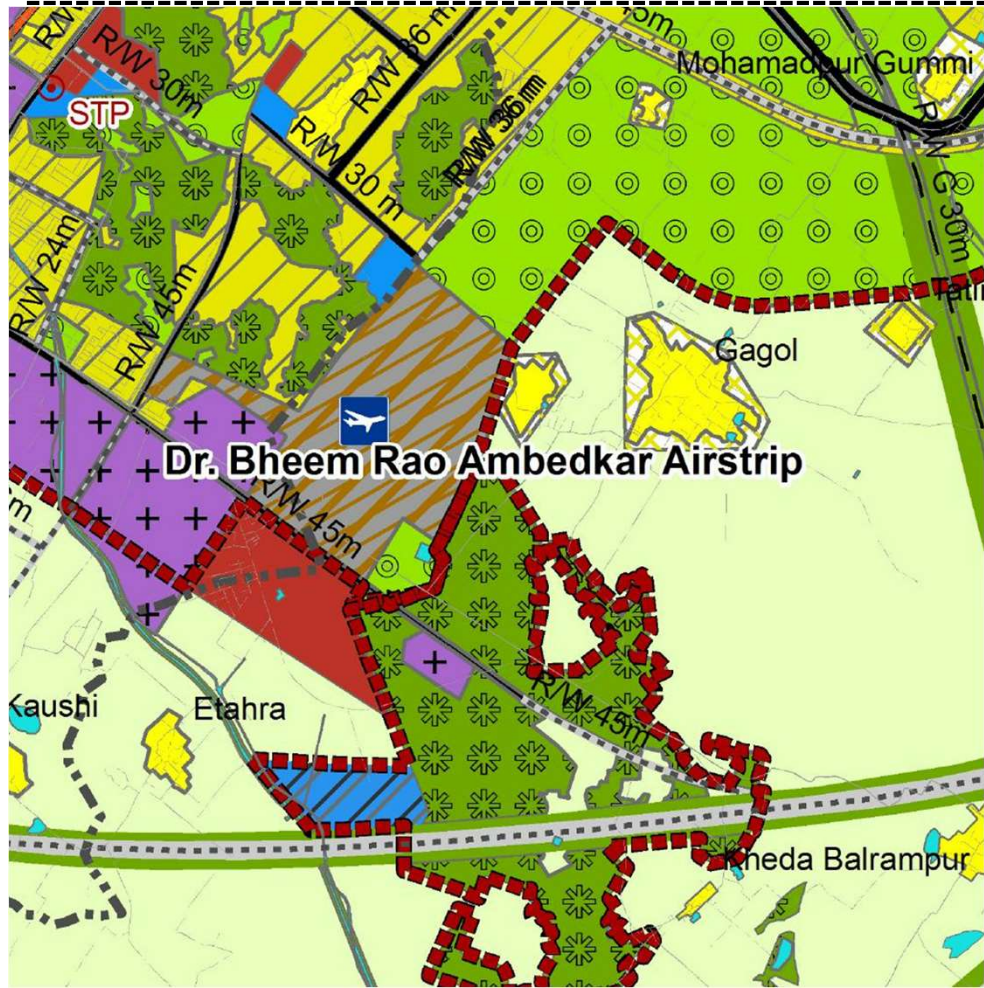 45m
R/W 30m
R/W 36 m
Mohamadpur Gummi
STP
R/W 36 m
R/W 30 m
R/W G 30m
R/W 24m
R/W 45m
Gagol
Dr. Bheem Rao Ambedkar Airstrip
R/W 45m
R/W 45m
Kaushi
Etahra
Kheda Balrampur